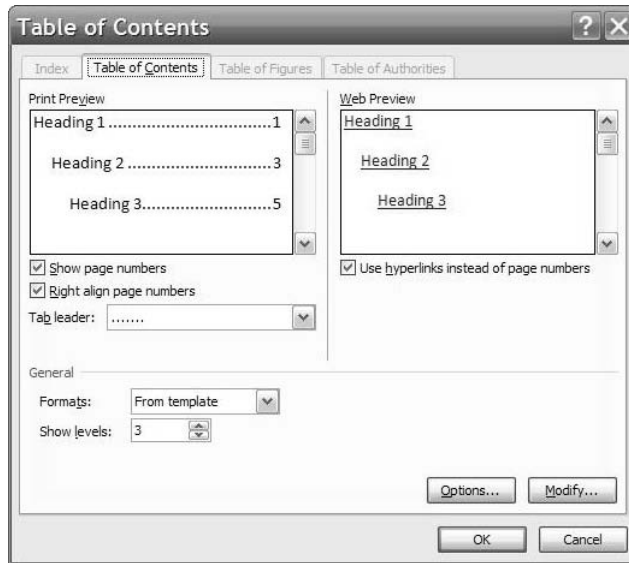 Table of Contents
Index Table of Contents Table of Figures Table of Authorities
Print Preview
Heading 1 ..................................1
Heading 2 ..............................3
Heading 3..........................5
Show page numbers
Right align page numbers
Tab leader: .......
Web Preview
Heading 1
Heading 2
Heading 3
Use hyperlinks instead of page numbers
General
Formats: From template
Show levels: 3
Options... Modify...
OK Cancel